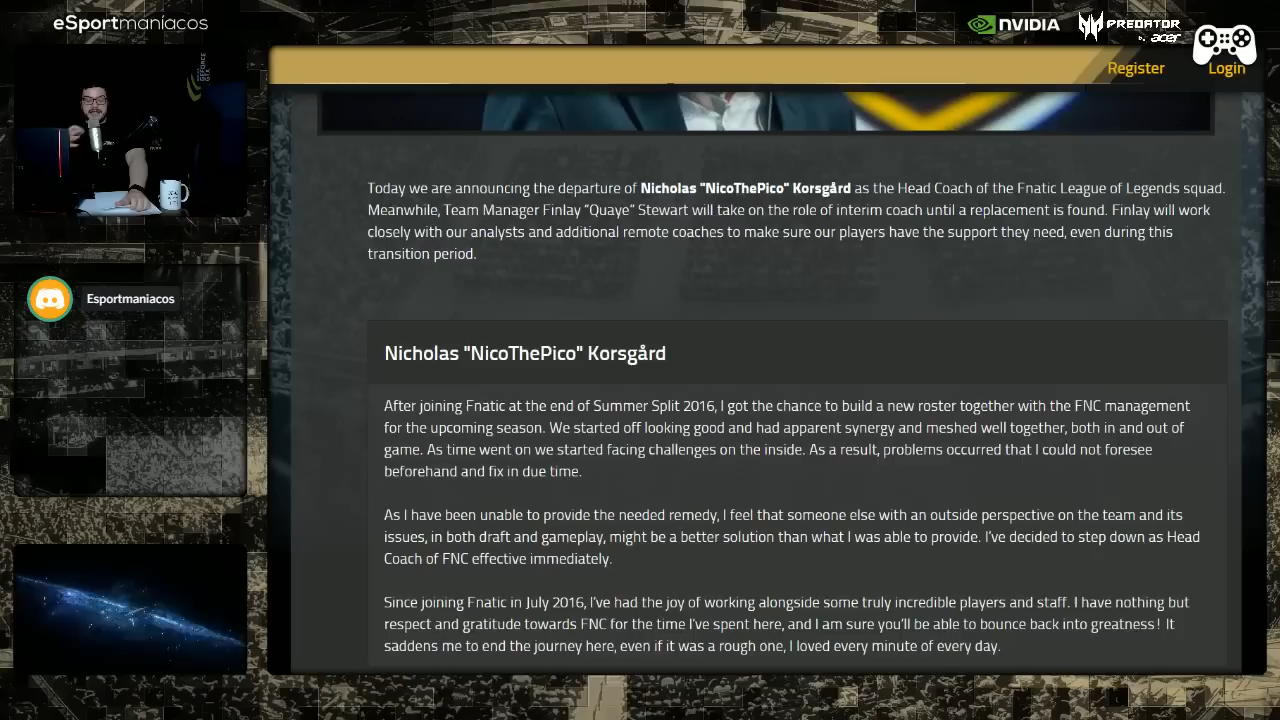 eSportmaníacos
NVIDIA
PREDATOR
acer
Register
Login
GEFORCE
GTX
Today we are announcing the departure of Nicholas "NicoThePico" Korsgård as the Head Coach of the Fnatic League of Legends squad.
Meanwhile, Team Manager Finlay “Quaye” Stewart will take on the role of interim coach until a replacement is found. Finlay will work
closely with our analysts and additional remote coaches to make sure our players have the support they need, even during this
transition period.
Esportmaniacos
Nicholas "NicoThePico" Korsgård
After joining Fnatic at the end of Summer Split 2016, I got the chance to build a new roster together with the FNC management
for the upcoming season. We started off looking good and had apparent synergy and meshed well together, both in and out of
game. As time went on we started facing challenges on the inside. As a result, problems occurred that I could not foresee
beforehand and fix in due time.
As I have been unable to provide the needed remedy, I feel that someone else with an outside perspective on the team and its
issues, in both draft and gameplay, might be a better solution than what I was able to provide. I’ve decided to step down as Head
Coach of FNC effective immediately.
Since joining Fnatic in July 2016, I’ve had the joy of working alongside some truly incredible players and staff. I have nothing but
respect and gratitude towards FNC for the time I’ve spent here, and I am sure you’ll be able to bounce back into greatness! It
saddens me to end the journey here, even if it was a rough one, I loved every minute of every day.